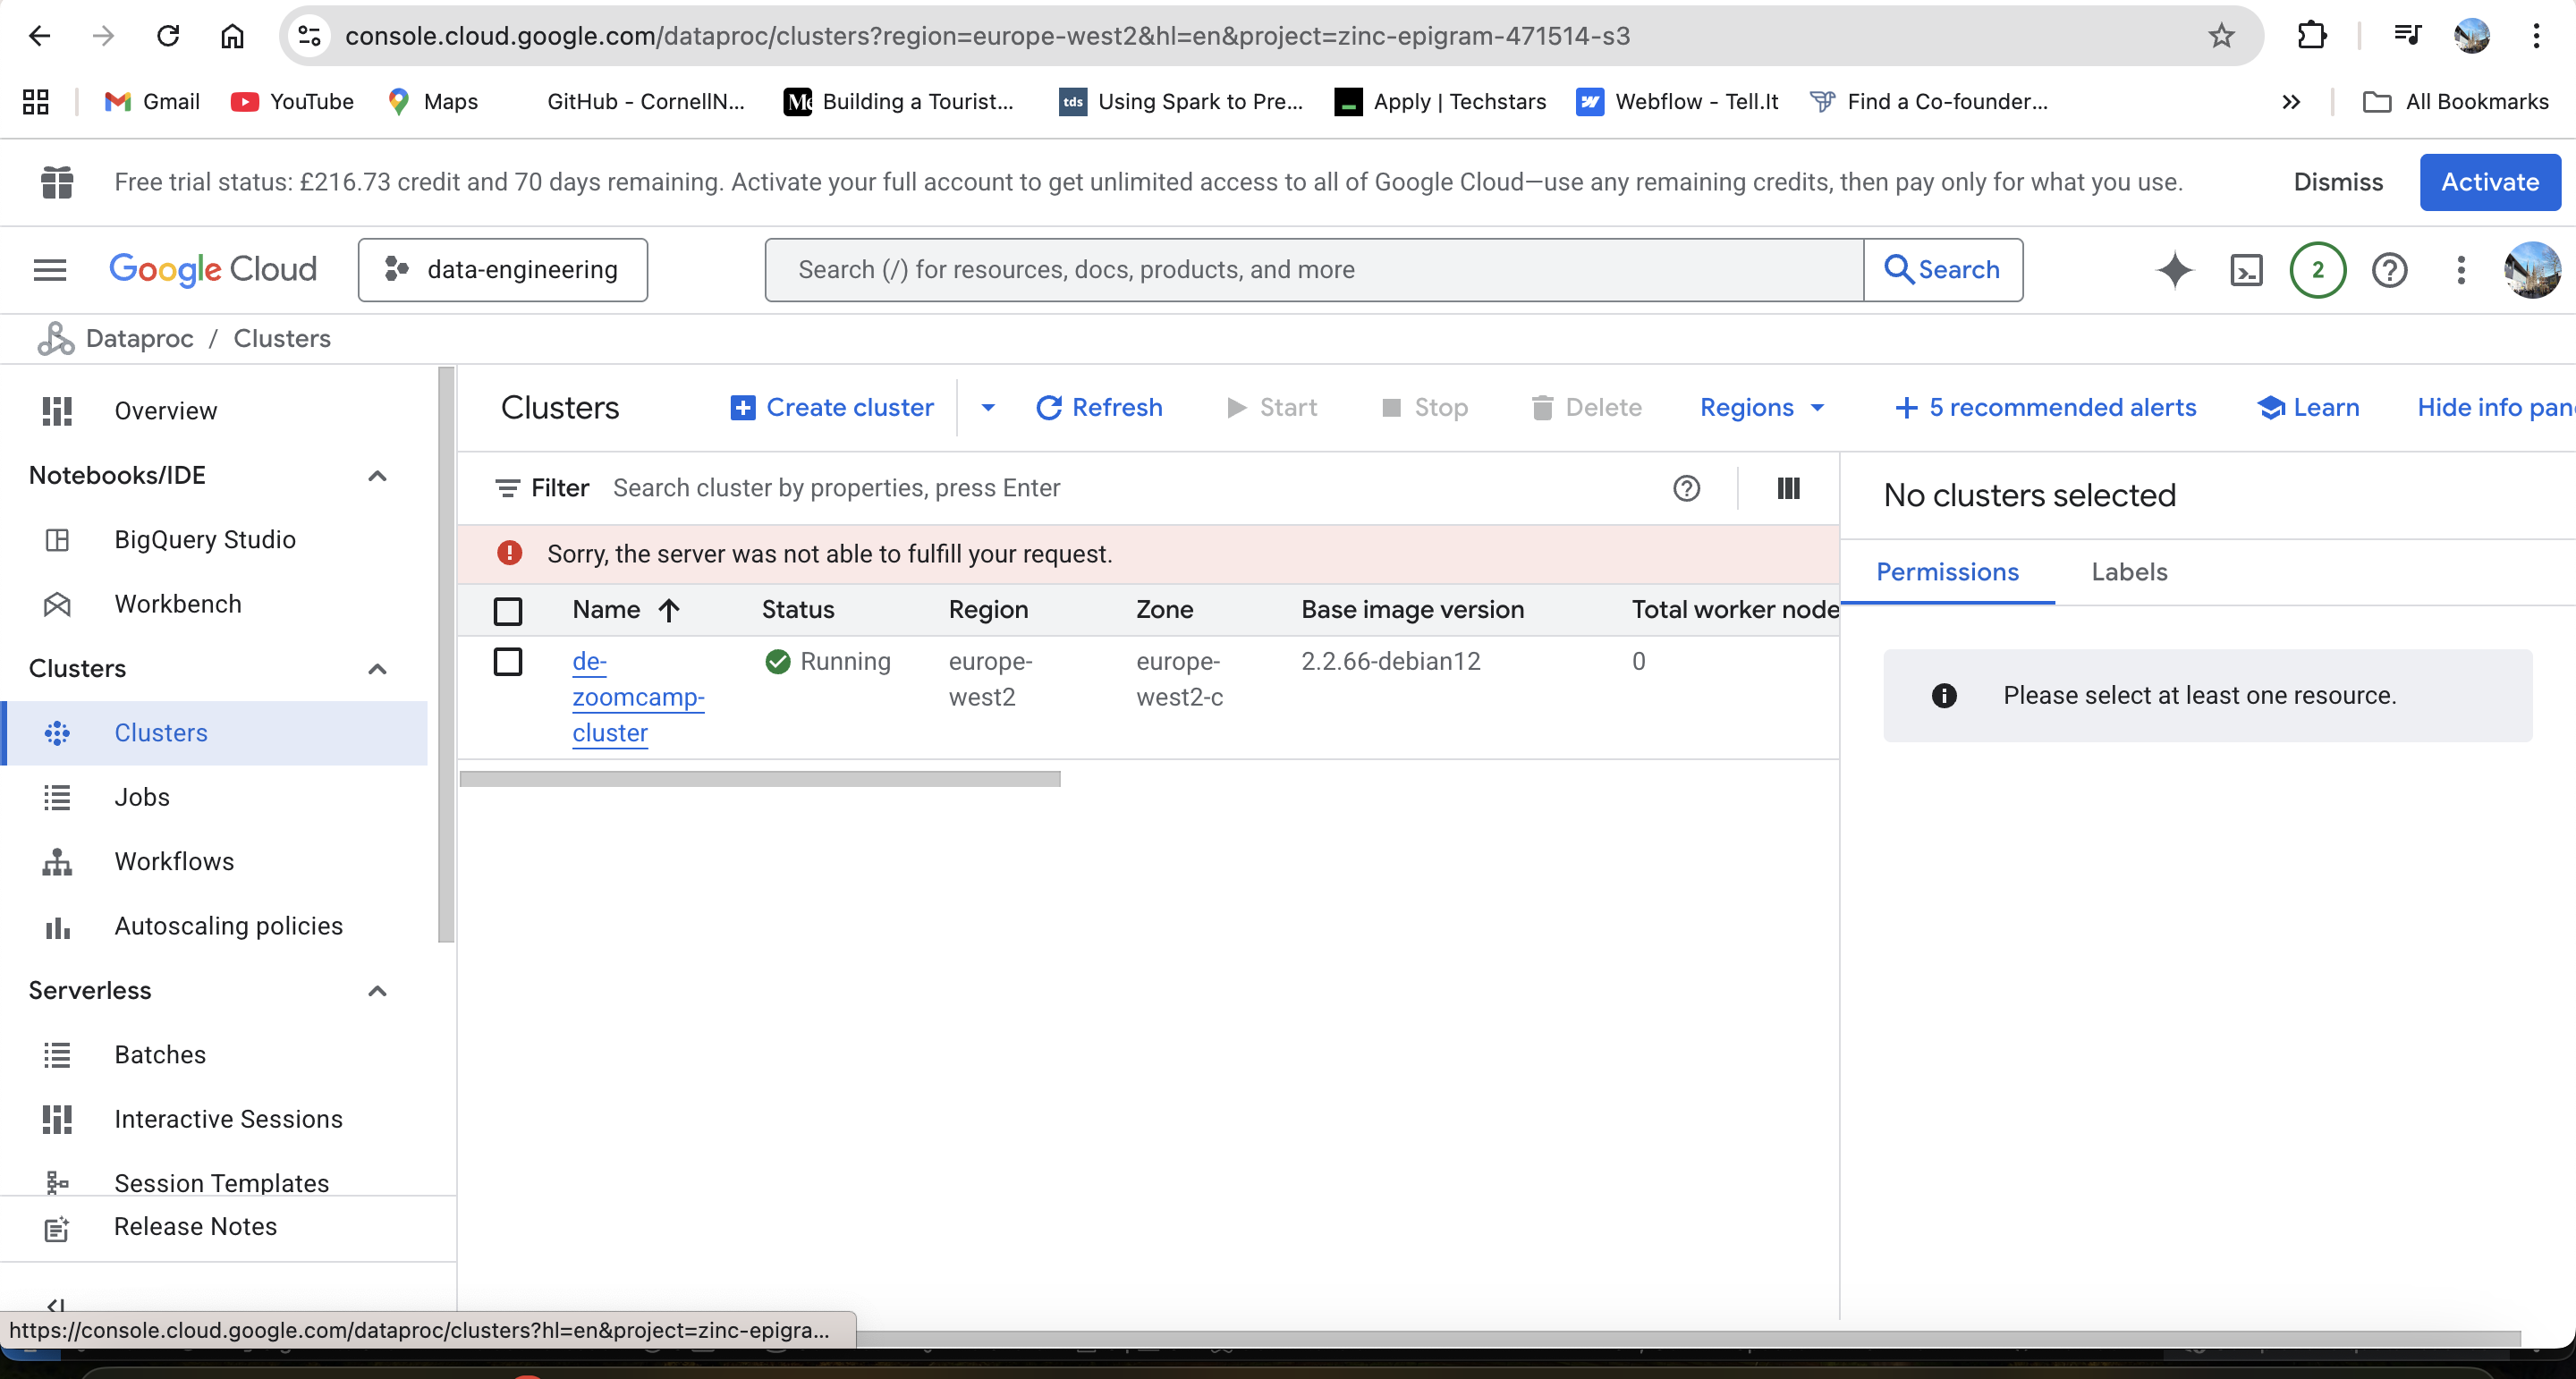 console.cloud.google.com/dataproc/clusters?region=europe-west2&hl=en&project=zinc-epigram-471514-s3
Gmail YouTube Maps GitHub - CornellN... Me Building a Tourist... tds Using Spark to Pre... Apply | Techstars Webflow - Tell.It Find a Co-founder... All Bookmarks
Free trial status: £216.73 credit and 70 days remaining. Activate your full account to get unlimited access to all of Google Cloud—use any remaining credits, then pay only for what you use. Dismiss Activate
Google Cloud data-engineering Search (/) for resources, docs, products, and more Search 2
Dataproc / Clusters
Overview
Notebooks/IDE
BigQuery Studio
Workbench
Clusters
Clusters
Jobs
Workflows
Autoscaling policies
Serverless
Batches
Interactive Sessions
Session Templates
Release Notes
Clusters Create cluster Refresh Start Stop Delete Regions 5 recommended alerts Learn Hide info pan
Filter Search cluster by properties, press Enter
Sorry, the server was not able to fulfill your request.
Name Status Region Zone Base image version Total worker node
de- Running europe- europe- 2.2.66-debian12 0
zoomcamp- west2 west2-c
cluster
No clusters selected
Permissions Labels
Please select at least one resource.
https://console.cloud.google.com/dataproc/clusters?hl=en&project=zinc-epigra...